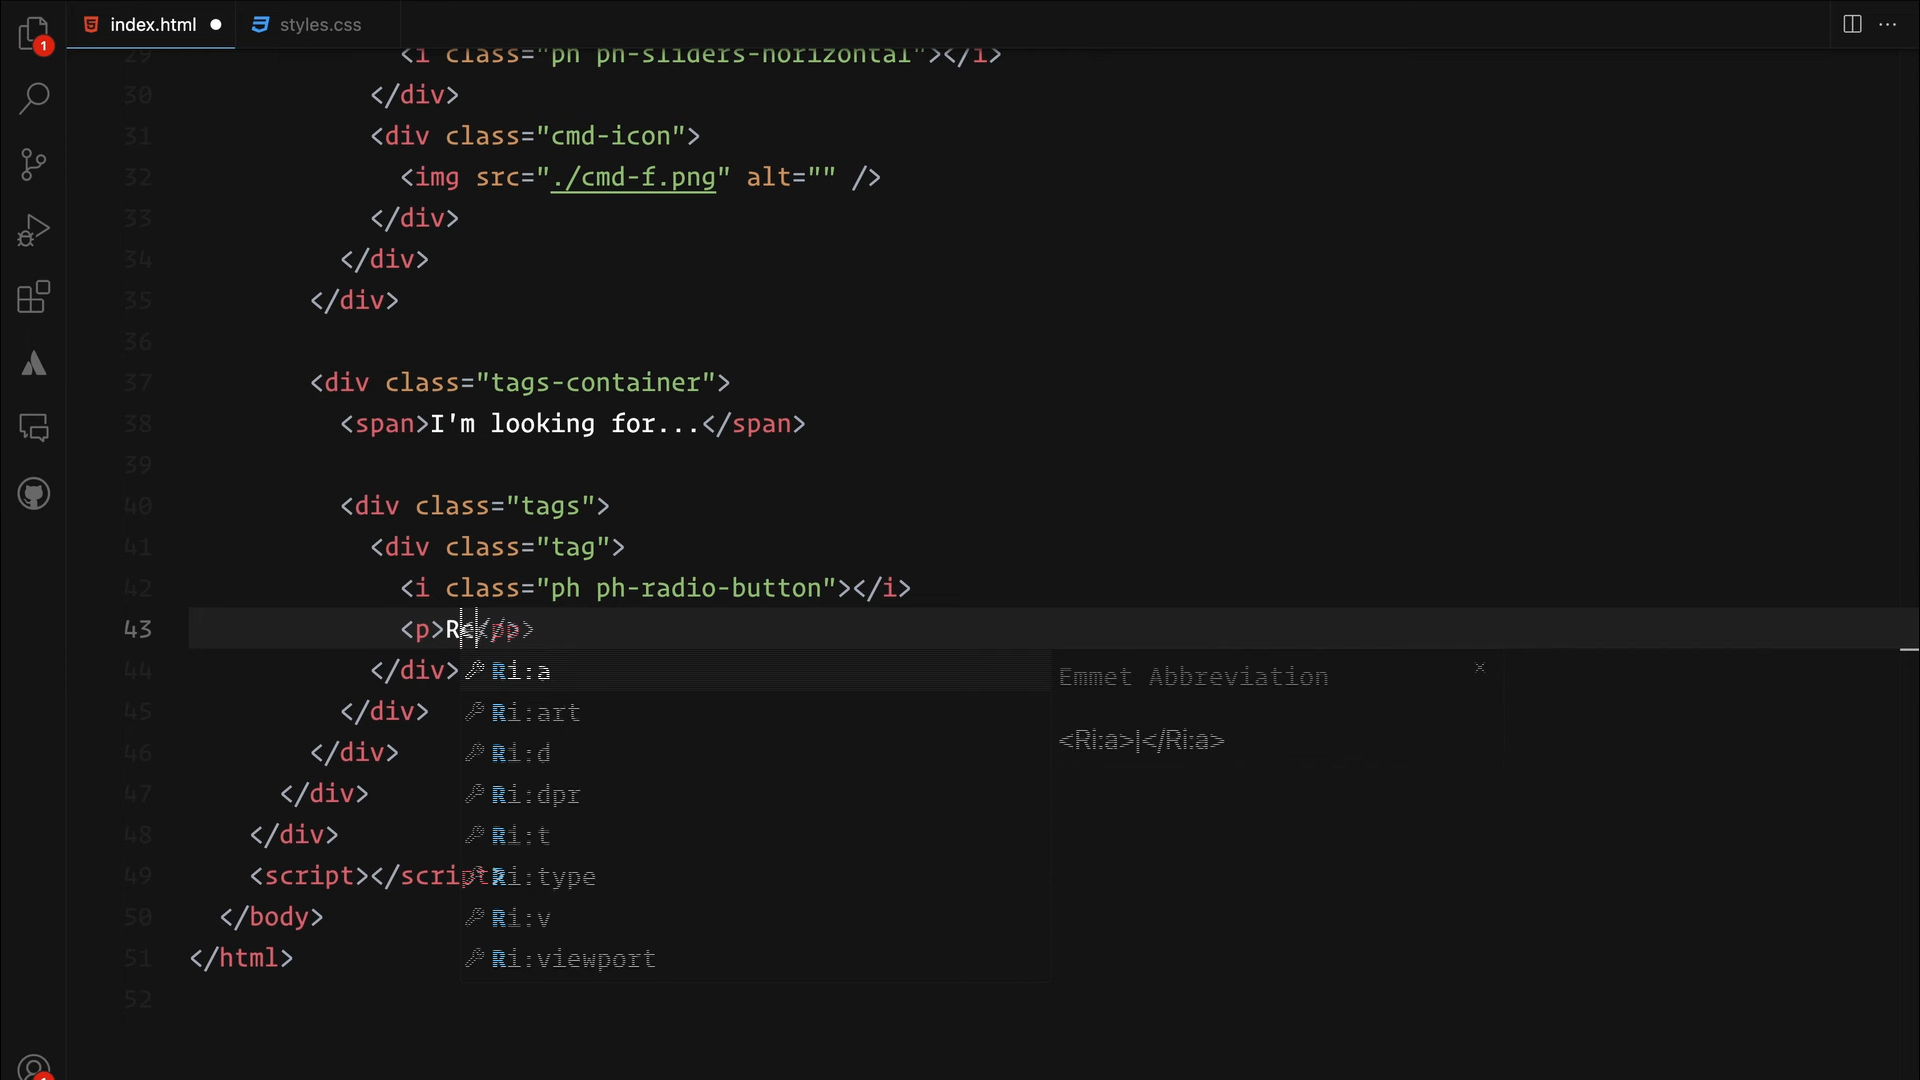 index.html
styles.css
1
29 <i class="ph ph-sliders-horizontal"></i>
30 </div>
31 <div class="cmd-icon">
32 <img src="./cmd-f.png" alt="" />
33 </div>
34 </div>
35 </div>
36
37 <div class="tags-container">
38 <span>I'm looking for...</span>
39
40 <div class="tags">
41 <div class="tag">
42 <i class="ph ph-radio-button"></i>
43 <p>Re</p>
44 </div>
Ri:a
Emmet Abbreviation
45 </div>
Ri:art
<Ri:a>|</Ri:a>
46 </div>
Ri:d
47 </div>
Ri:dpr
48 </div>
Ri:t
49 <script></script
Ri:type
50 </body>
Ri:v
51 </html>
Ri:viewport
52